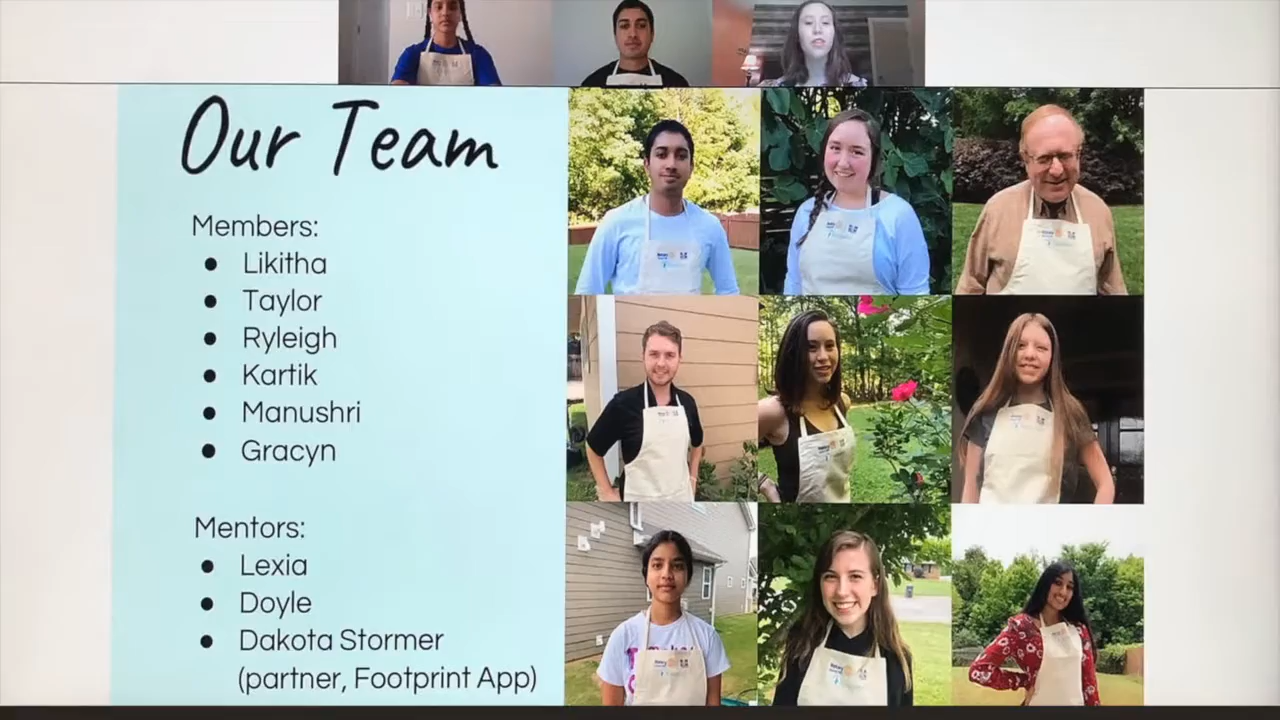 Our Team
Members:
● Likitha
● Taylor
● Ryleigh
● Kartik
● Manushri
● Gracyn
Mentors:
● Lexia
● Doyle
● Dakota Stormer
(partner, Footprint App)